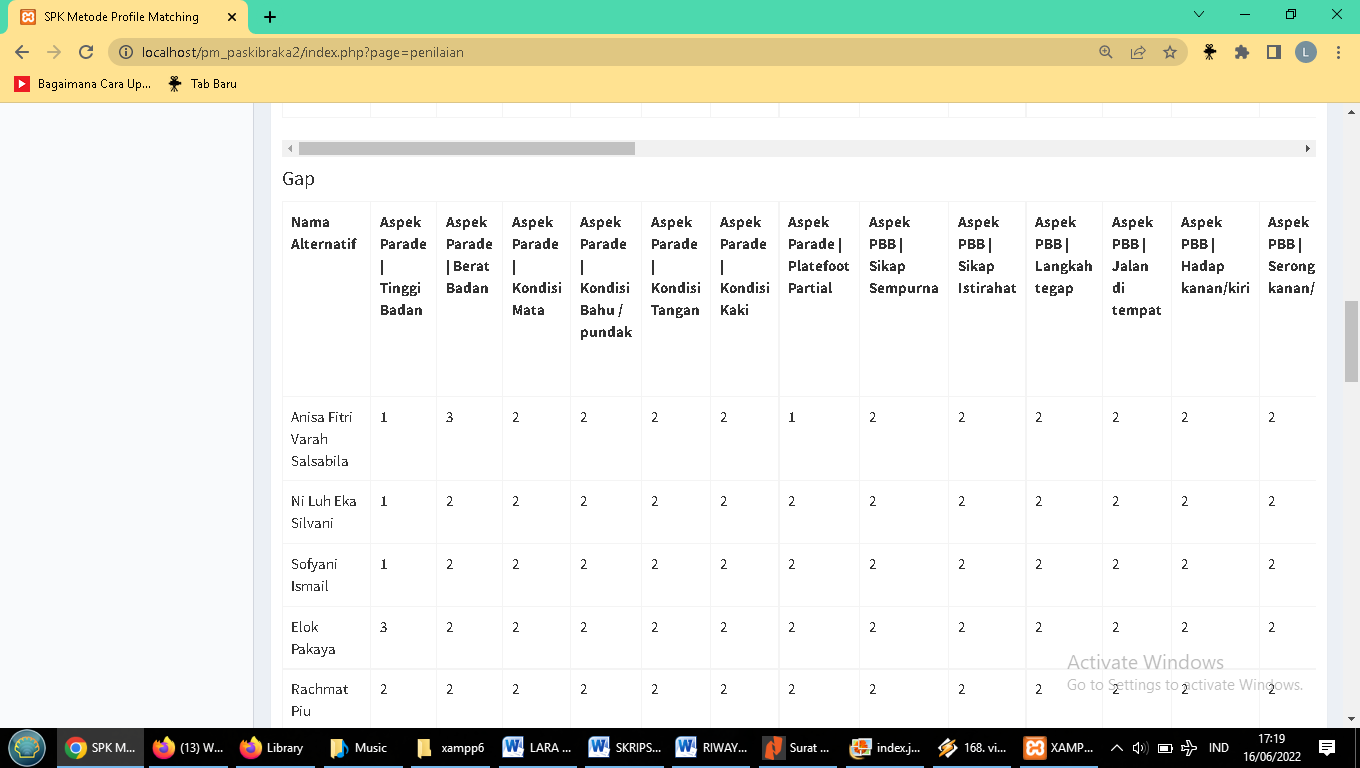 SPK Metode Profile Matching
localhost/pm_paskibraka2/index.php?page=penilaian
L
Bagaimana Cara Up...
Tab Baru
Gap
Nama Alternatif
Aspek Parade | Tinggi Badan
Aspek Parade | Berat Badan
Aspek Parade | Kondisi Mata
Aspek Parade | Kondisi Bahu / pundak
Aspek Parade | Kondisi Tangan
Aspek Parade | Kondisi Kaki
Aspek Parade | Platefoot Partial
Aspek PBB | Sikap Sempurna
Aspek PBB | Sikap Istirahat
Aspek PBB | Langkah tegap
Aspek PBB | Jalan di tempat
Aspek PBB | Hadap kanan/kiri
Aspek PBB | Serong kanan/
Anisa Fitri Varah Salsabila 1 3 2 2 2 2 1 2 2 2 2 2 2
Ni Luh Eka Silvani 1 2 2 2 2 2 2 2 2 2 2 2 2
Sofyani Ismail 1 2 2 2 2 2 2 2 2 2 2 2 2
Elok Pakaya 3 2 2 2 2 2 2 2 2 2 2 2 2
Rachmat Piu 2 2 2 2 2 2 2 2 2 2 2 2 2
Activate Windows
Go to Settings to activate Windows.
SPK M...
(13) W...
Library
Music
xampp6
LARA ...
SKRIPS...
RIWAY...
Surat ...
index.j...
168. vi...
XAMP...
IND
17:19
16/06/2022